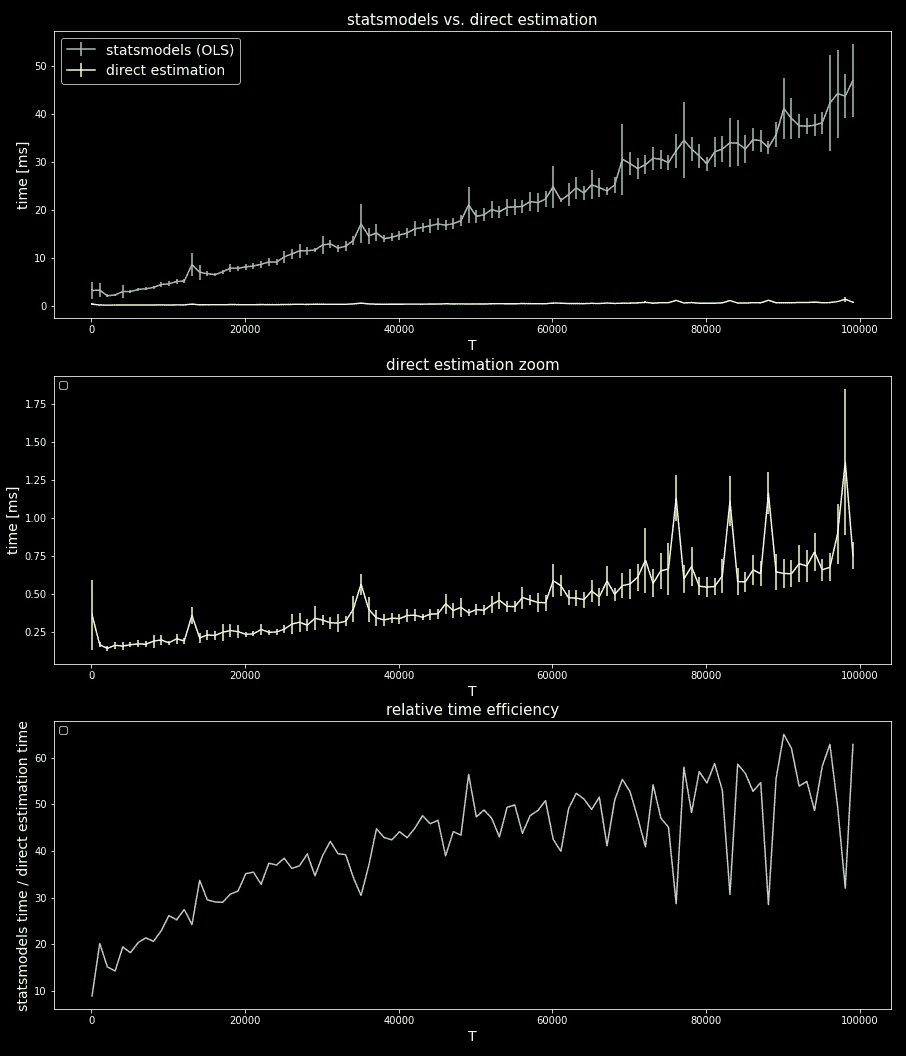 statsmodels vs. direct estimation
statsmodels (OLS)
direct estimation
time [ms]
50
40
30
20
10
0
0 20000 40000 60000 80000 100000
T
direct estimation zoom
time [ms]
1.75
1.50
1.25
1.00
0.75
0.50
0.25
0 20000 40000 60000 80000 100000
T
relative time efficiency
statsmodels time / direct estimation time
60
50
40
30
20
10
0 20000 40000 60000 80000 100000
T